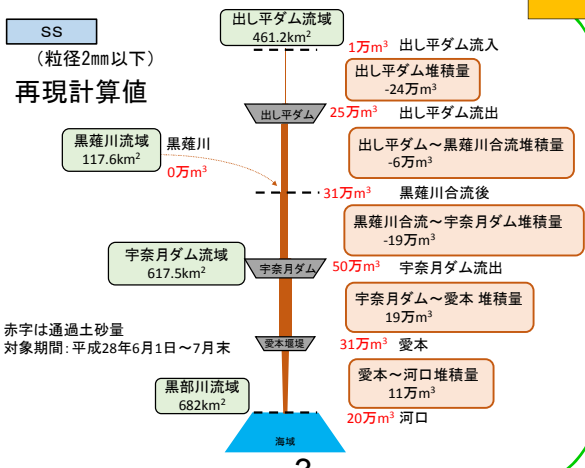 SS
(粒径2mm以下)
再現計算値
出し平ダム流域
461.2km²
1万m³ 出し平ダム流入
出し平ダム堆積量
-24万m³
出し平ダム
25万m³ 出し平ダム流出
黒薙川流域
117.6km²
黒薙川
0万m³
出し平ダム～黒薙川合流堆積量
-6万m³
31万m³ 黒薙川合流後
黒薙川合流～宇奈月ダム堆積量
-19万m³
宇奈月ダム流域
617.5km²
宇奈月ダム
50万m³ 宇奈月ダム流出
宇奈月ダム～愛本 堆積量
19万m³
赤字は通過土砂量
対象期間:平成28年6月1日～7月末
愛本堰堤
31万m³ 愛本
愛本～河口堆積量
11万m³
黒部川流域
682km²
20万m³ 河口
海域